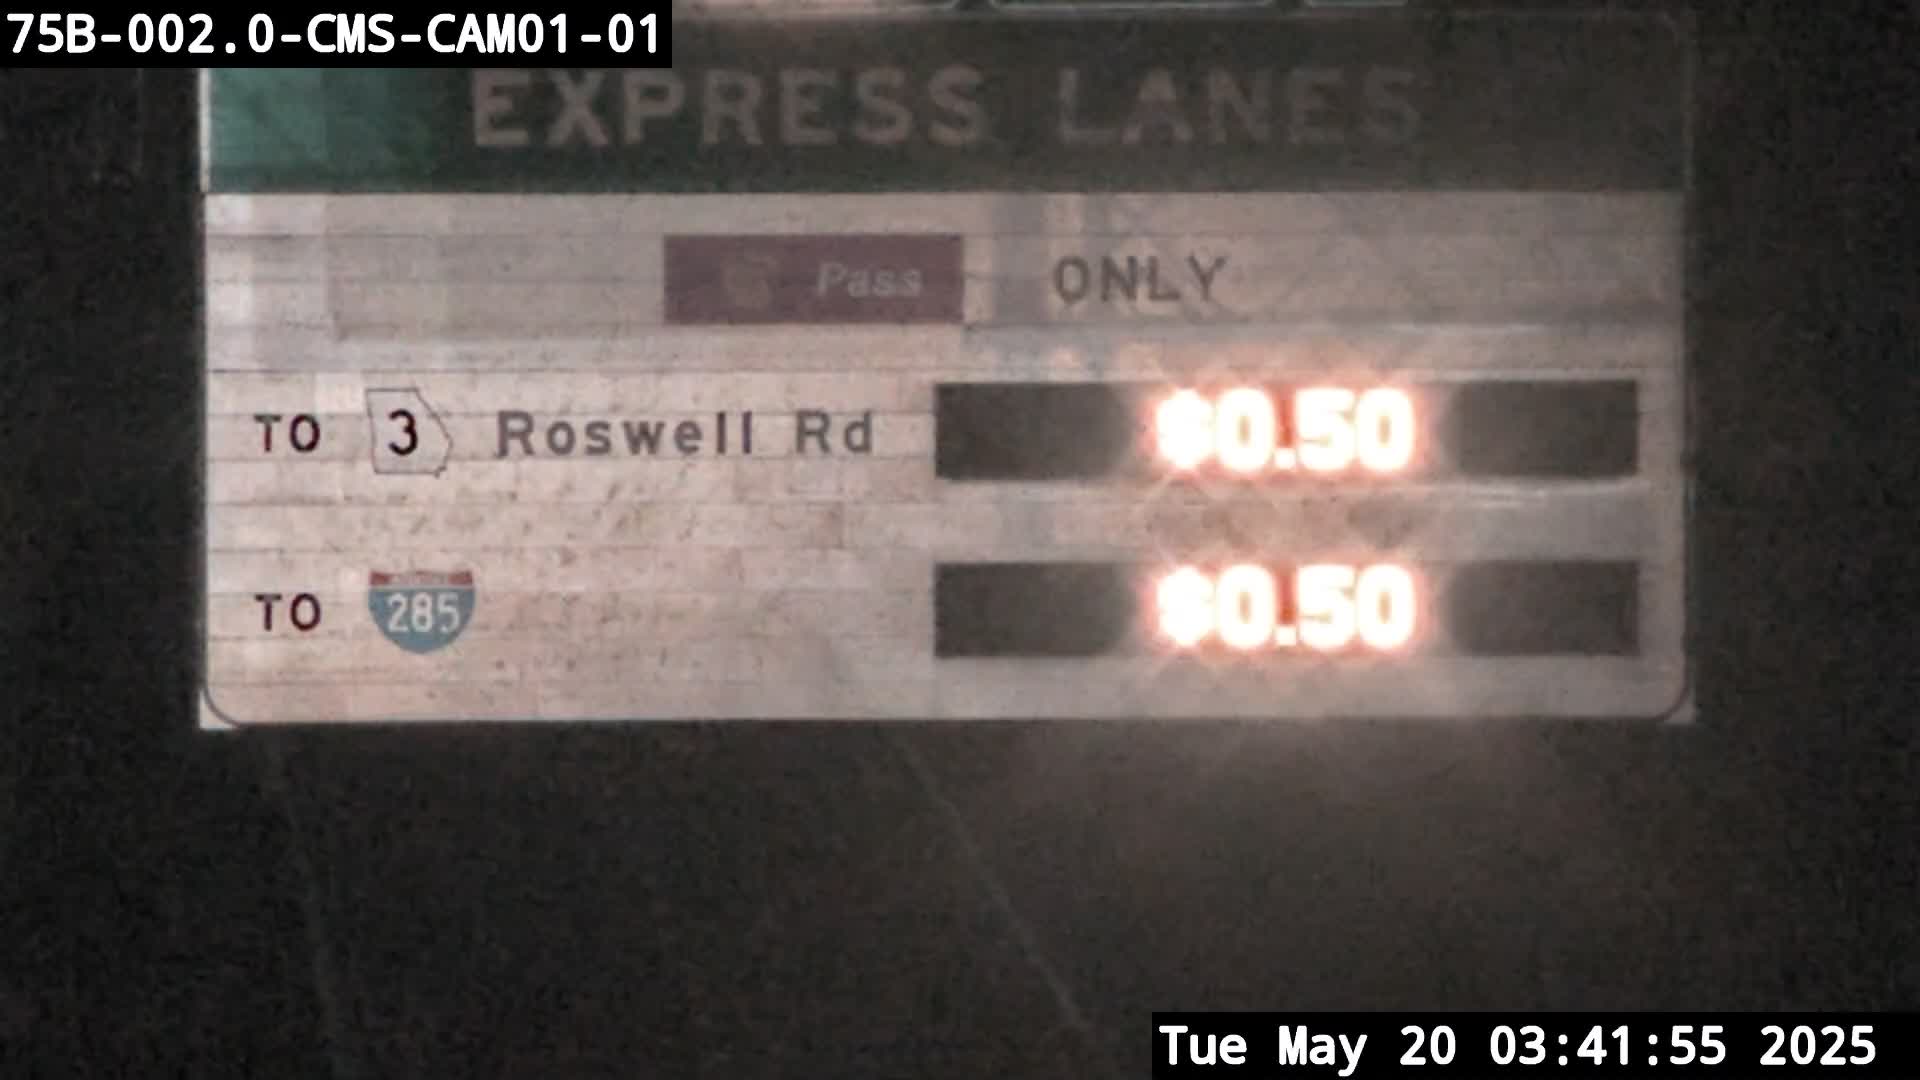 75B-002.0-CMS-CAM01-01
EXPRESS LANES
Pass ONLY
TO 3 Roswell Rd $0.50
TO 285 $0.50
Tue May 20 03:41:55 2025